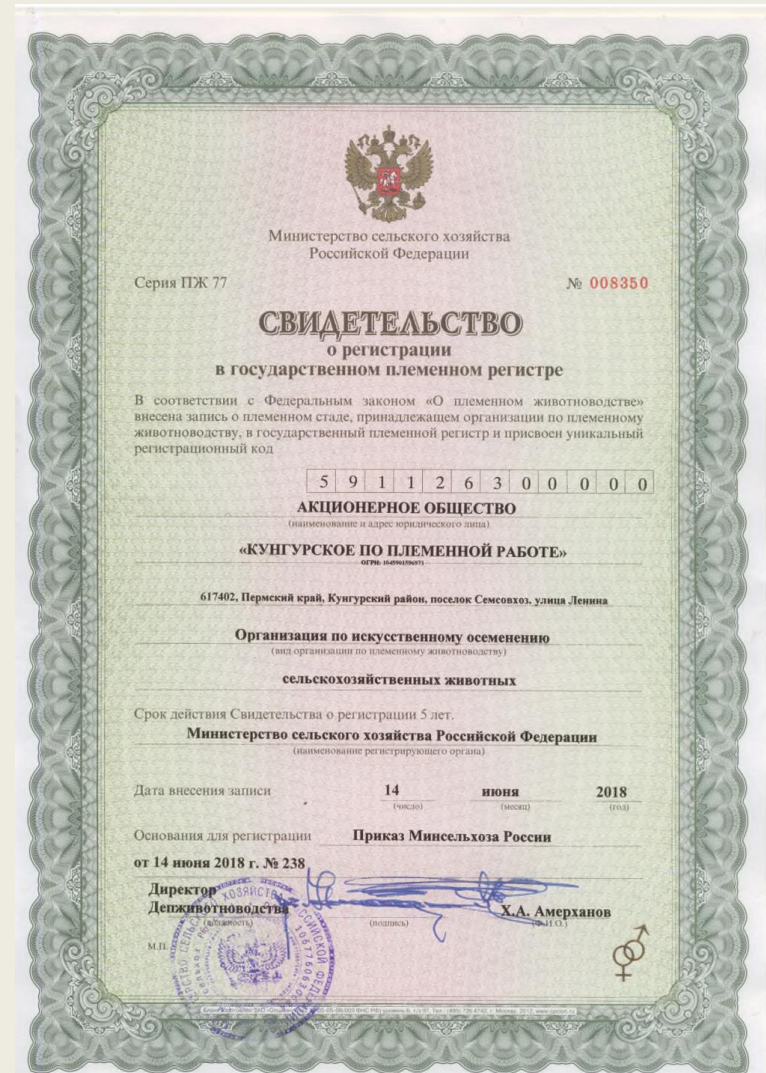 Министерство сельского хозяйства
Российской Федерации
Серия ПЖ 77 № 008350
СВИДЕТЕЛЬСТВО
о регистрации
в государственном племенном регистре
В соответствии с Федеральным законом «О племенном животноводстве»
внесена запись о племенном стаде, принадлежащем организации по племенному
животноводству, в государственный племенной регистр и присвоен уникальный
регистрационный код
5 9 1 1 2 6 3 0 0 0 0 0
АКЦИОНЕРНОЕ ОБЩЕСТВО
(наименование и адрес юридического лица)
«КУНГУРСКОЕ ПО ПЛЕМЕННОЙ РАБОТЕ»
ОГРН:
617402, Пермский край, Кунгурский район, поселок Семсовхоз, улица Ленина
Организация по искусственному осеменению
(вид организации по племенному животноводству)
сельскохозяйственных животных
Срок действия Свидетельства о регистрации 5 лет.
Министерство сельского хозяйства Российской Федерации
(наименование регистрирующего органа)
Дата внесения записи 14 июня 2018
(число) (месяц) (год)
Основания для регистрации Приказ Минсельхоза России
от 14 июня 2018 г. № 238
Директор
Депживотноводства Х.А. Амерханов
(должность) (подпись) (Ф.И.О.)
М.П.